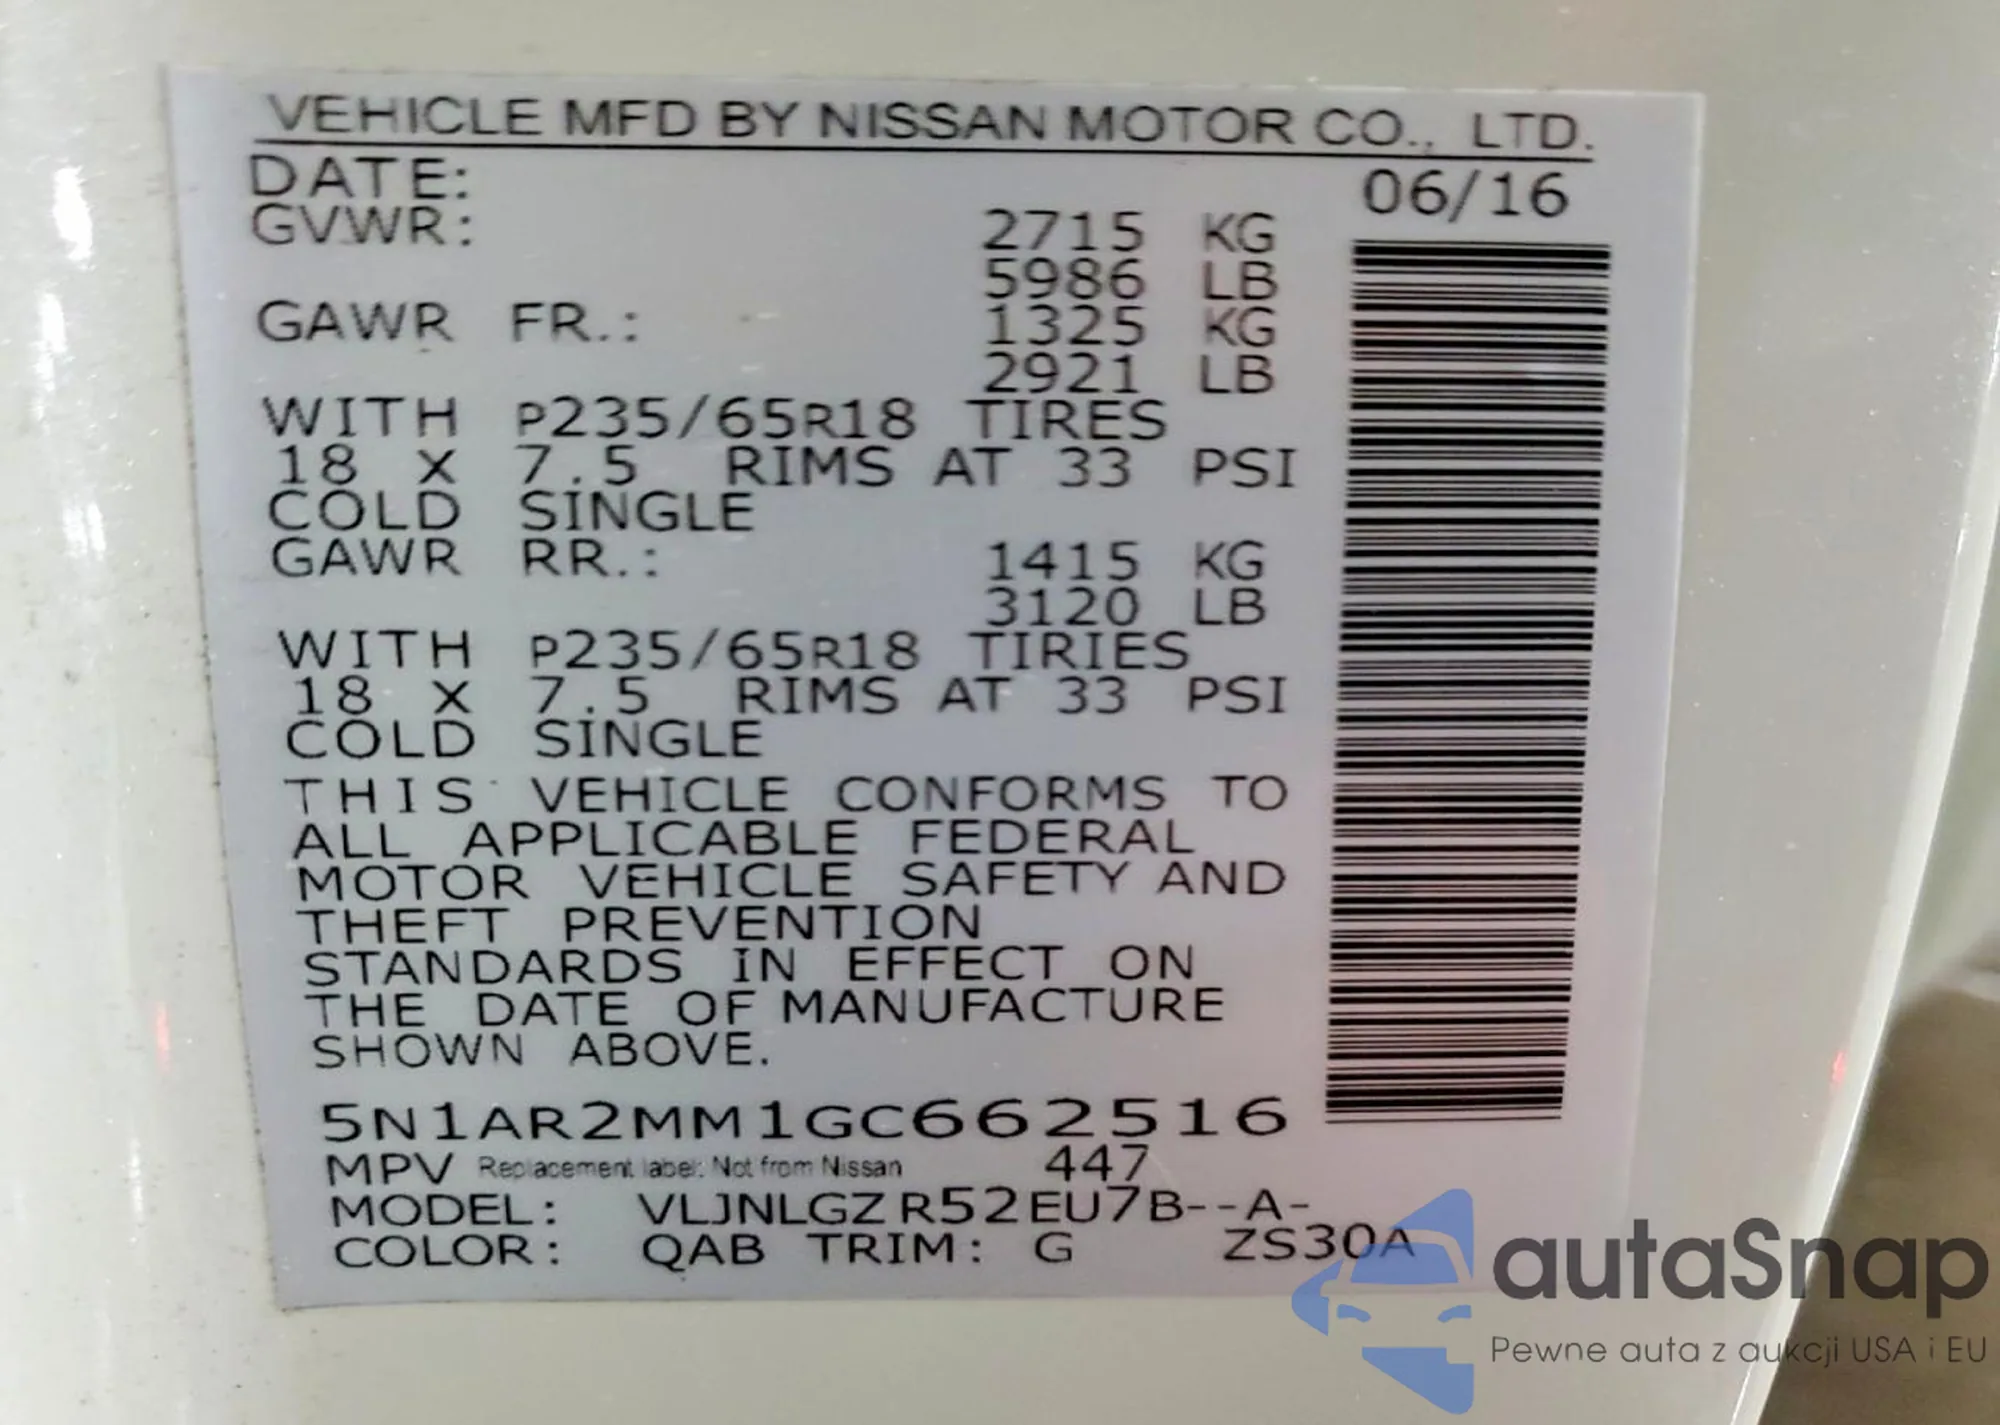 VEHICLE MFD BY NISSAN MOTOR CO., LTD.
DATE: 06/16
GVWR: 2715 KG
5986 LB
GAWR FR.: 1325 KG
2921 LB
WITH P235/65R18 TIRES
18 X 7.5 RIMS AT 33 PSI
COLD SINGLE
GAWR RR.: 1415 KG
3120 LB
WITH P235/65R18 TIRIES
18 X 7.5 RIMS AT 33 PSI
COLD SINGLE
THIS VEHICLE CONFORMS TO
ALL APPLICABLE FEDERAL
MOTOR VEHICLE SAFETY AND
THEFT PREVENTION
STANDARDS IN EFFECT ON
THE DATE OF MANUFACTURE
SHOWN ABOVE.
5N1AR2MM1GC662516
MPV Replacement label: Not from Nissan 447
MODEL: VLJNLGZ R52EU7B--A-
COLOR: QAB TRIM: G ZS30A
autaSnap
Pewne auta z aukcji USA i EU